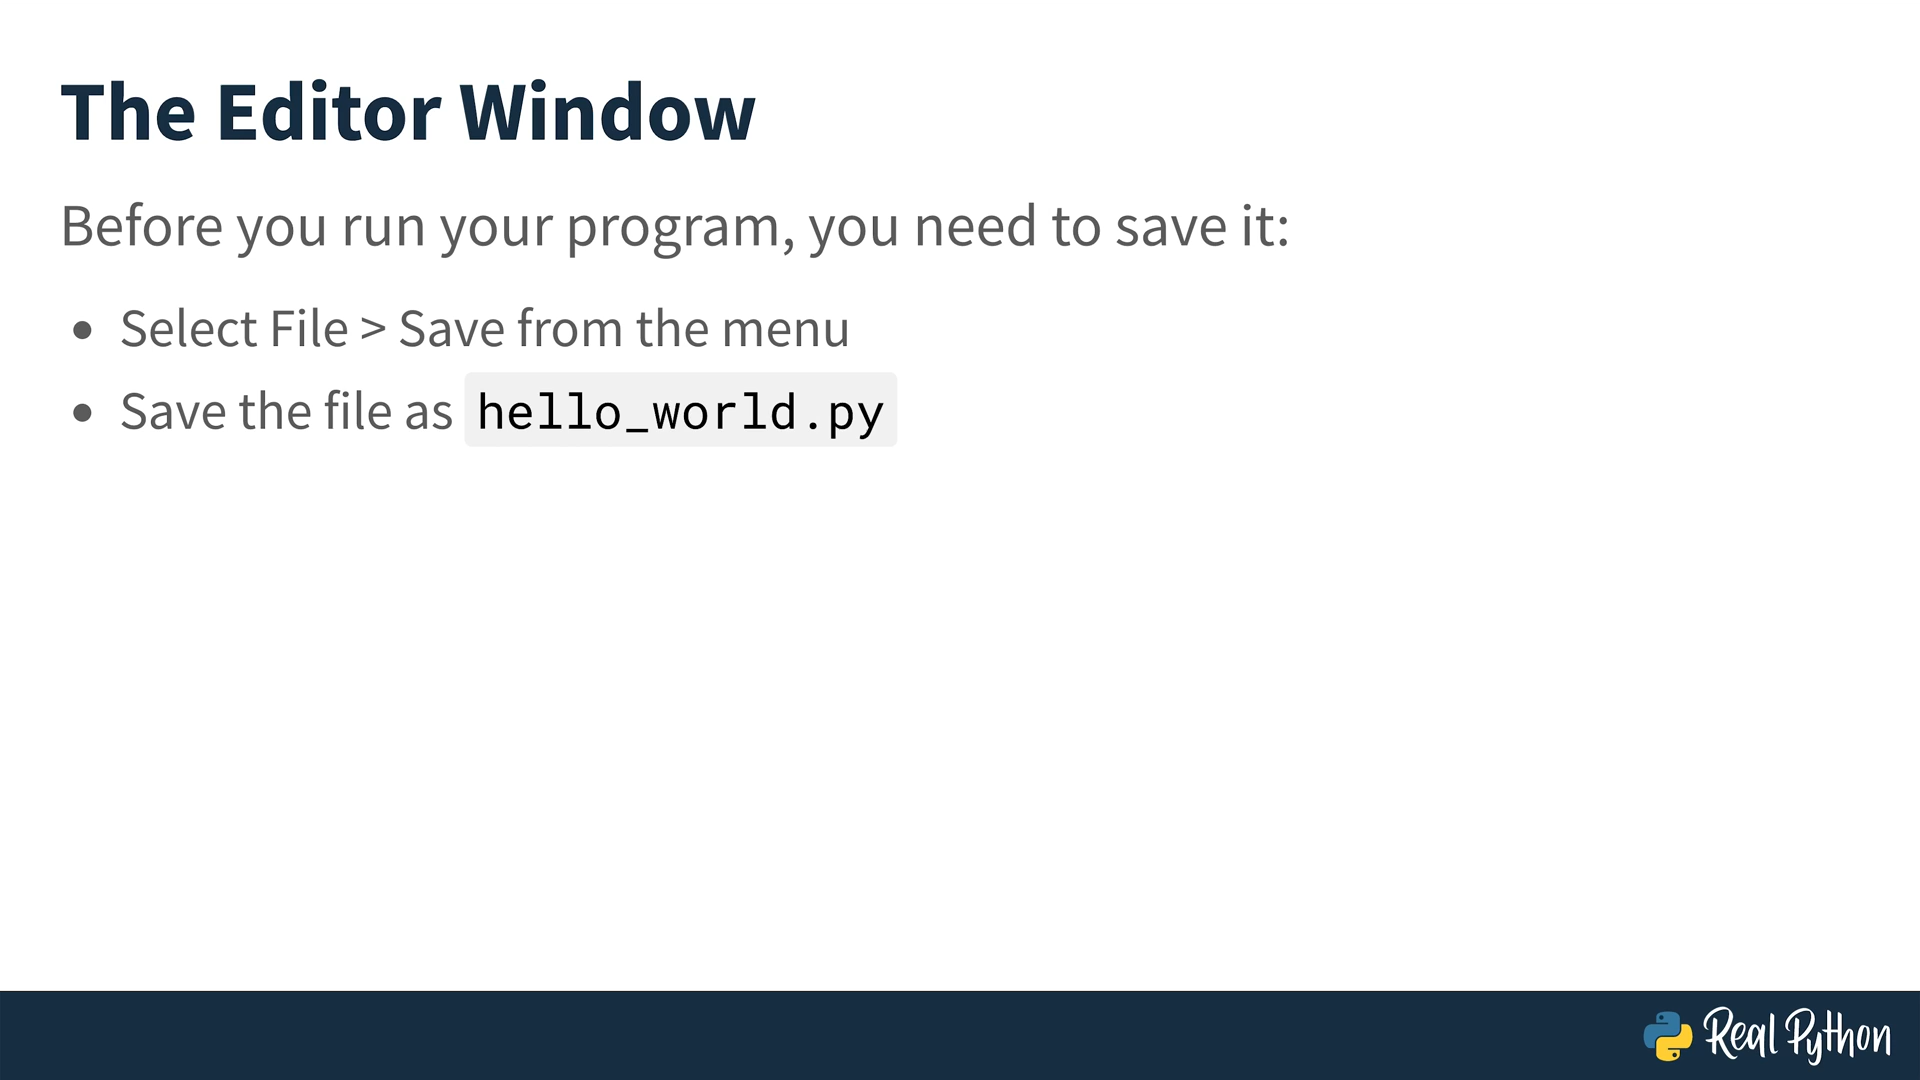 The Editor Window
Before you run your program, you need to save it:
• Select File > Save from the menu
• Save the file as hello_world.py
Real Python